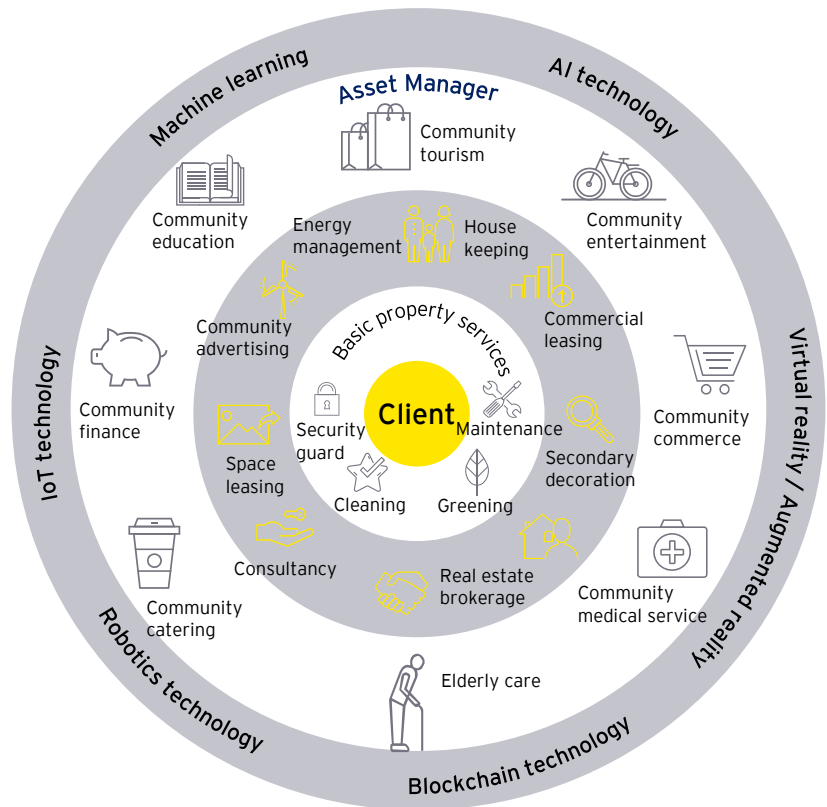 Machine learning
AI technology
Asset Manager
Community
tourism
Community
education
Community
entertainment
Energy
management
House
keeping
Community
advertising
Commercial
leasing
Basic property services
IoT technology
Virtual reality / Augmented reality
Community
finance
Community
commerce
Client
Security
guard
Maintenance
Space
leasing
Secondary
decoration
Cleaning
Greening
Consultancy
Real estate
brokerage
Community
catering
Community
medical service
Robotics technology
Elderly care
Blockchain technology